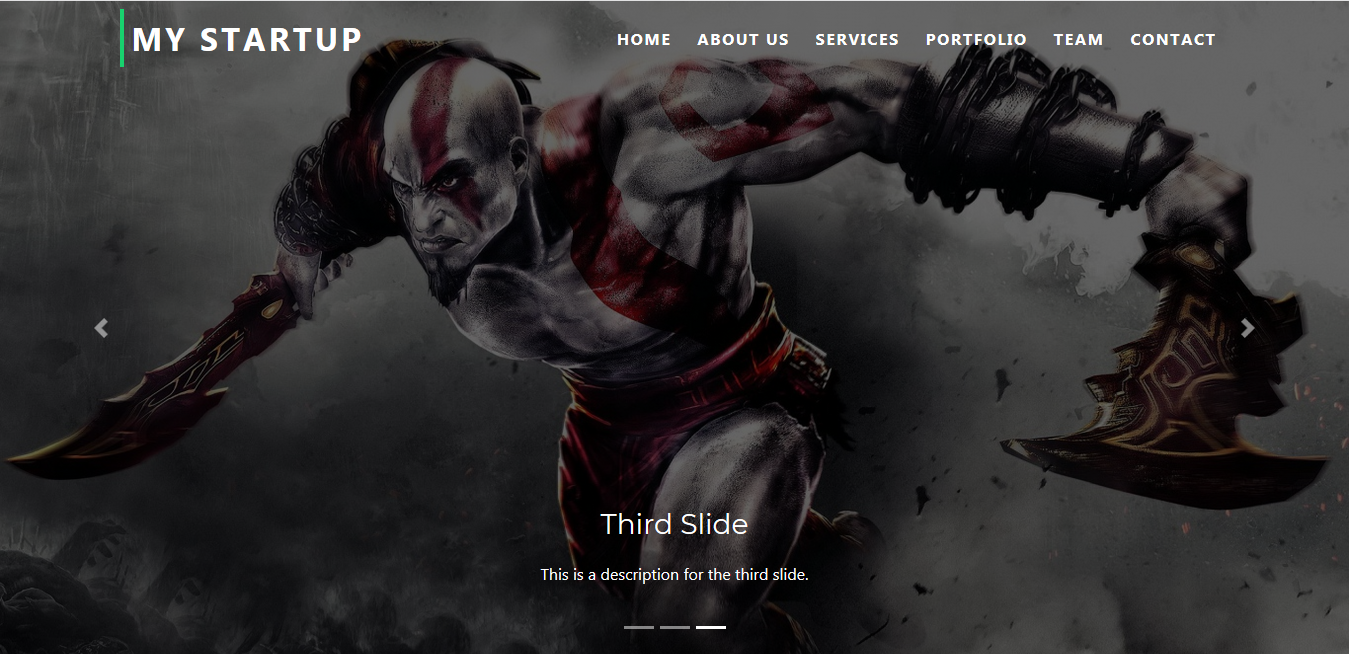 MY STARTUP
HOME ABOUT US SERVICES PORTFOLIO TEAM CONTACT
Third Slide
This is a description for the third slide.